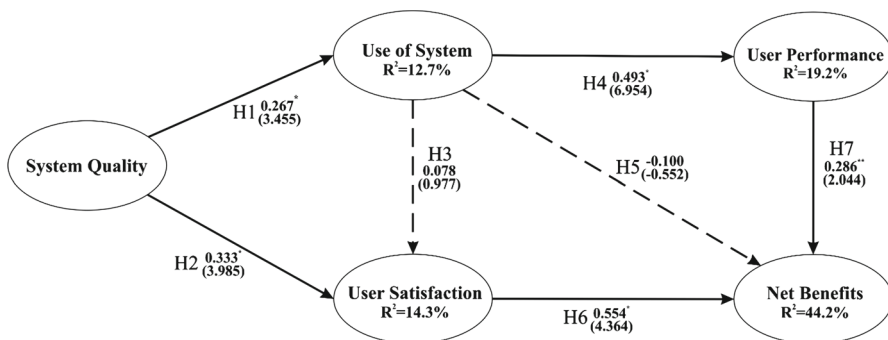 Use of System
R²=12.7%
User Performance
R²=19.2%
H4 0.493*
(6.954)
H1 0.267*
(3.455)
System Quality
H3
0.078
(0.977)
H5 -0.100
(-0.552)
H7
0.286**
(2.044)
H2 0.333*
(3.985)
User Satisfaction
R²=14.3%
H6 0.554*
(4.364)
Net Benefits
R²=44.2%